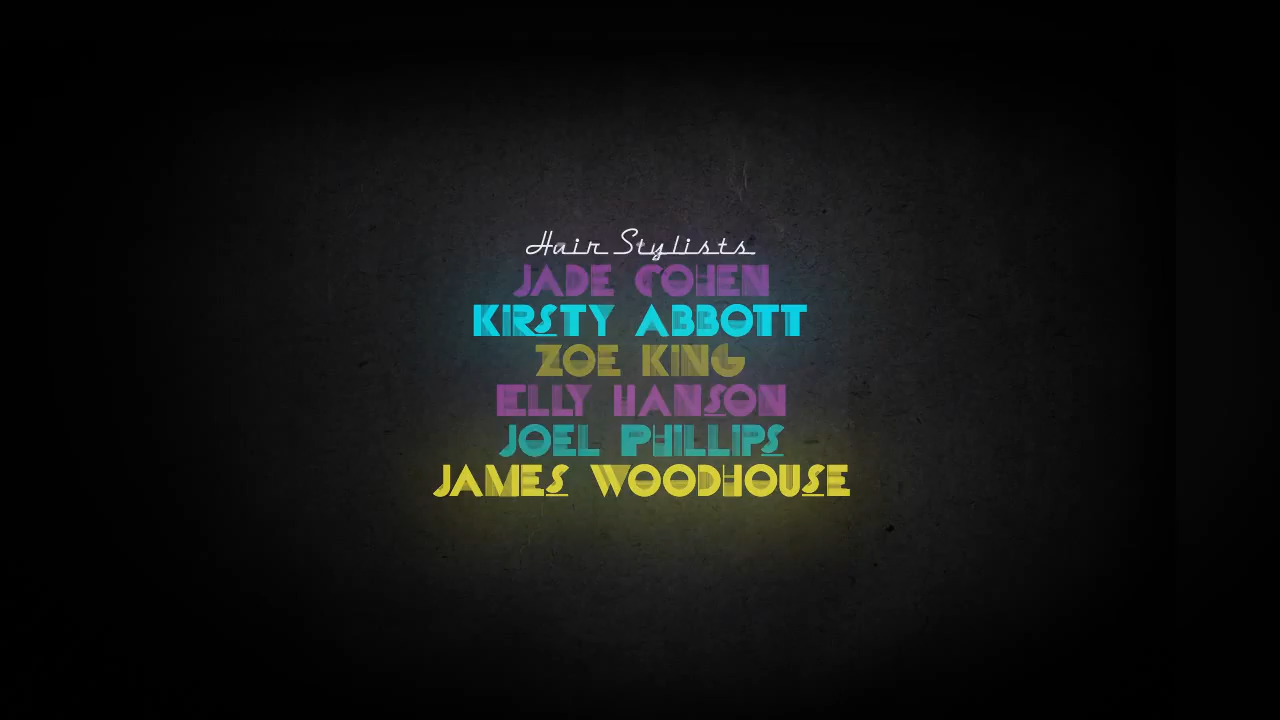 Hair Stylists
JADE COHEN
KIRSTY ABBOTT
ZOE KING
ELLY HANSON
JOEL PHILLIPS
JAMES WOODHOUSE